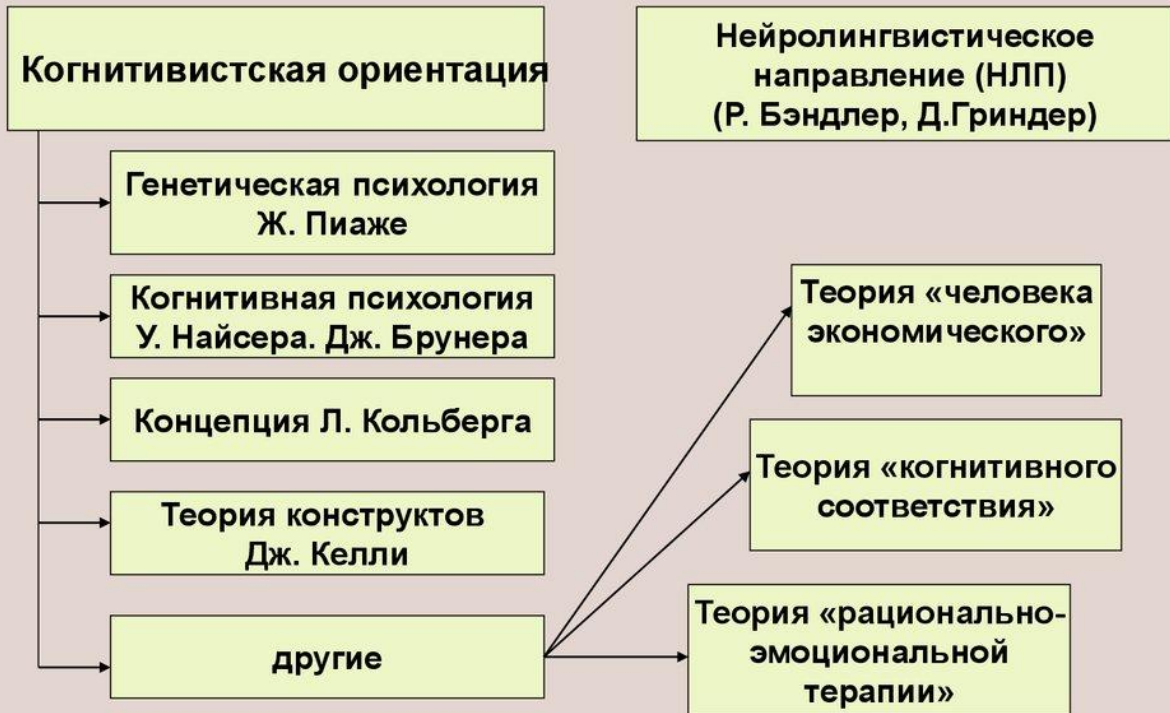 Когнитивистская ориентация
Нейролингвистическое
направление (НЛП)
(Р. Бэндлер, Д.Гриндер)
Генетическая психология
Ж. Пиаже
Когнитивная психология
У. Найсера. Дж. Брунера
Концепция Л. Кольберга
Теория конструктов
Дж. Келли
другие
Теория «человека
экономического»
Теория «когнитивного
соответствия»
Теория «рационально-
эмоциональной
терапии»